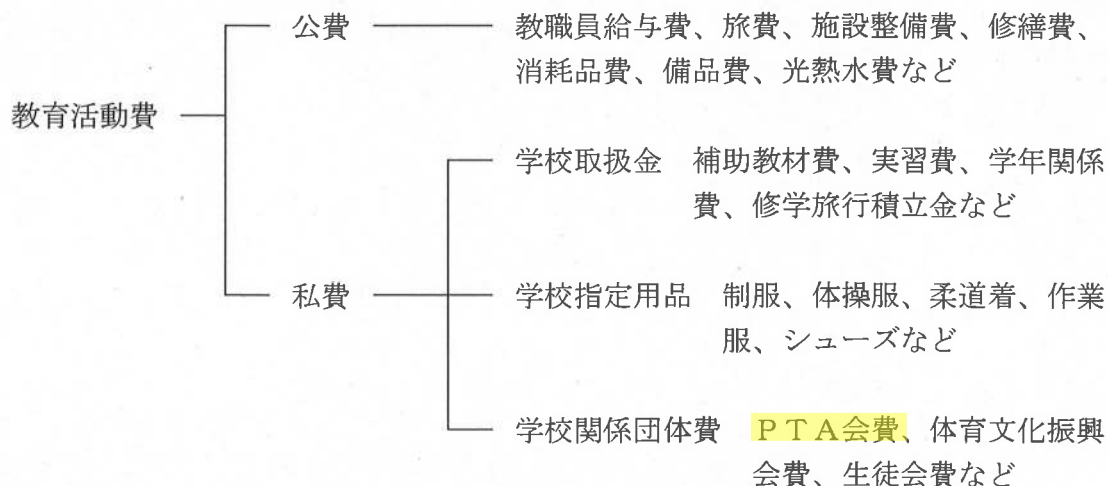 教育活動費
公費
教職員給与費、旅費、施設整備費、修繕費、
消耗品費、備品費、光熱水費など
私費
学校取扱金　補助教材費、実習費、学年関係
費、修学旅行積立金など
学校指定用品　制服、体操服、柔道着、作業
服、シューズなど
学校関係団体費　ＰＴＡ会費、体育文化振興
会費、生徒会費など